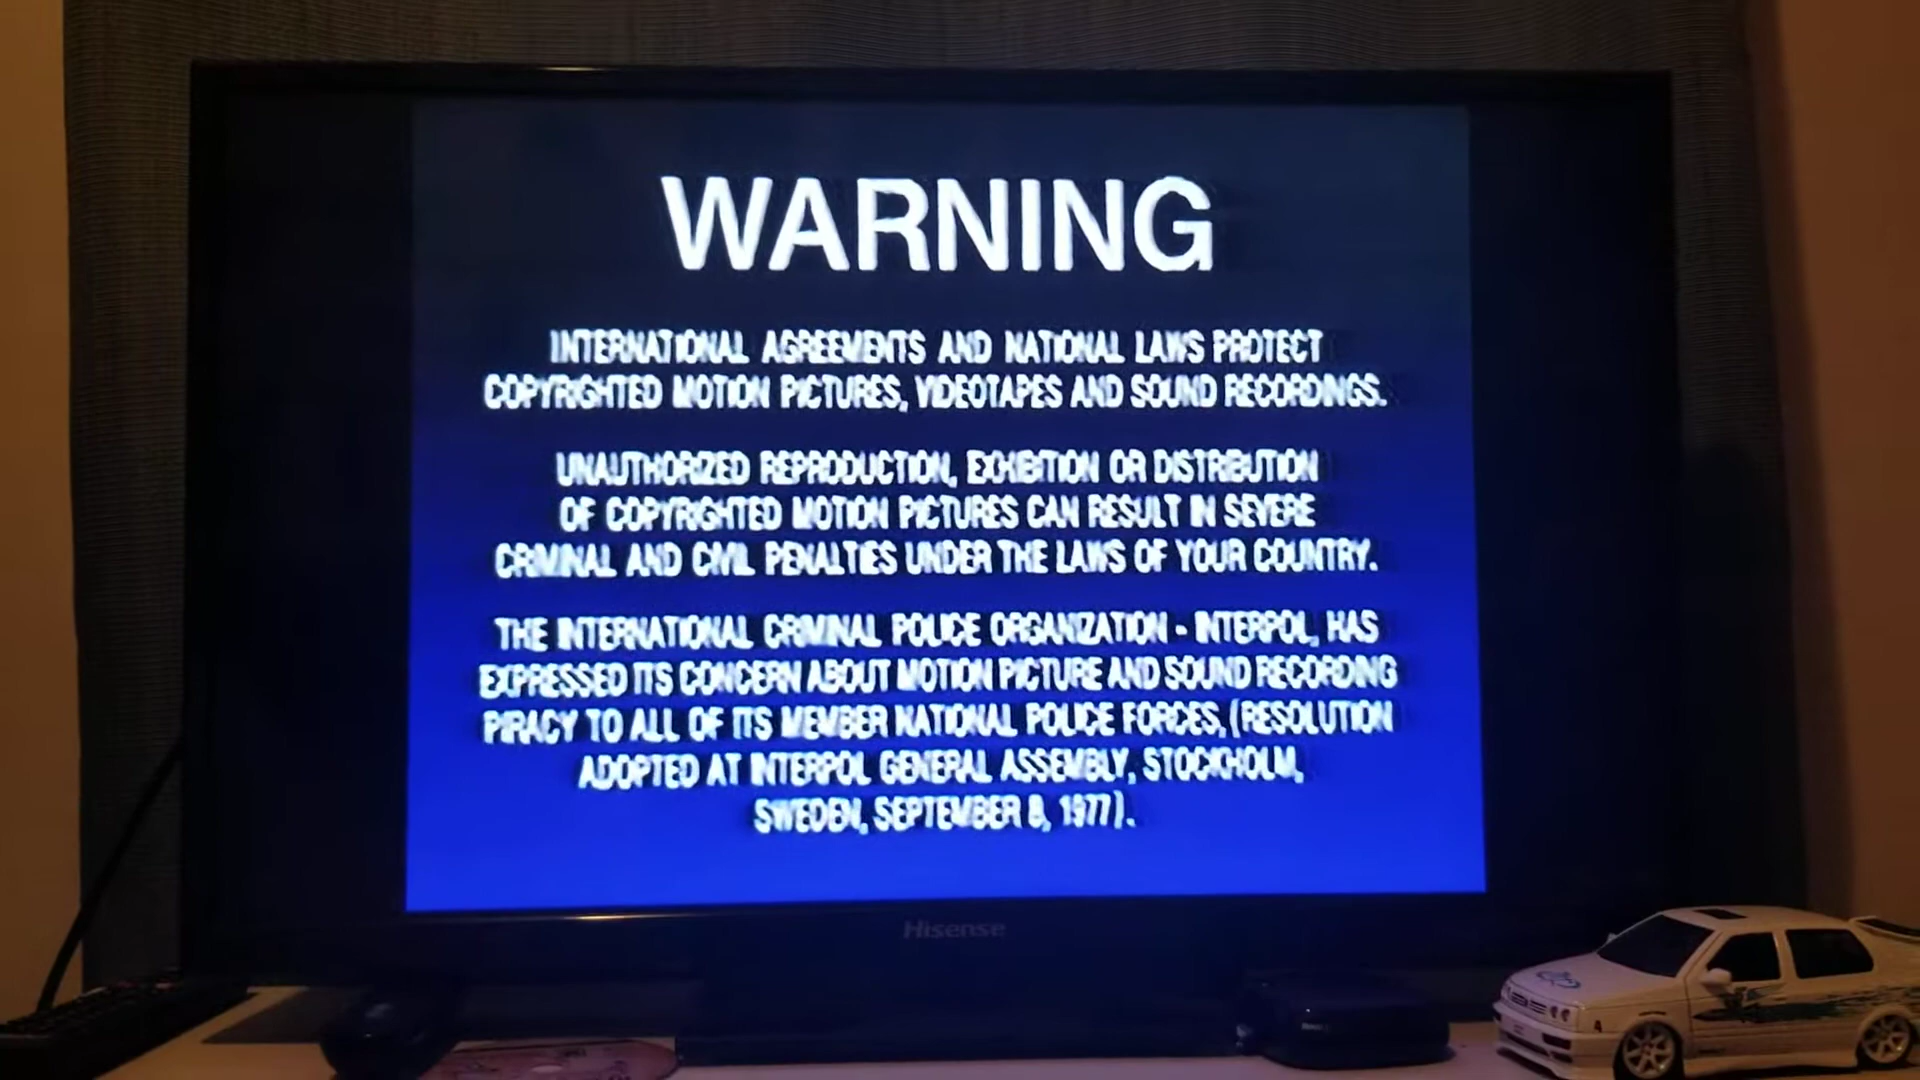 WARNING
INTERNATIONAL AGREEMENTS AND NATIONAL LAWS PROTECT
COPYRIGHTED MOTION PICTURES, VIDEOTAPES AND SOUND RECORDINGS.
UNAUTHORIZED REPRODUCTION, EXHIBITION OR DISTRIBUTION
OF COPYRIGHTED MOTION PICTURES CAN RESULT IN SEVERE
CRIMINAL AND CIVIL PENALTIES UNDER THE LAWS OF YOUR COUNTRY.
THE INTERNATIONAL CRIMINAL POLICE ORGANIZATION - INTERPOL, HAS
EXPRESSED ITS CONCERN ABOUT MOTION PICTURE AND SOUND RECORDING
PIRACY TO ALL OF ITS MEMBER NATIONAL POLICE FORCES, (RESOLUTION
ADOPTED AT INTERPOL GENERAL ASSEMBLY, STOCKHOLM,
SWEDEN, SEPTEMBER 8, 1977).
Hisense